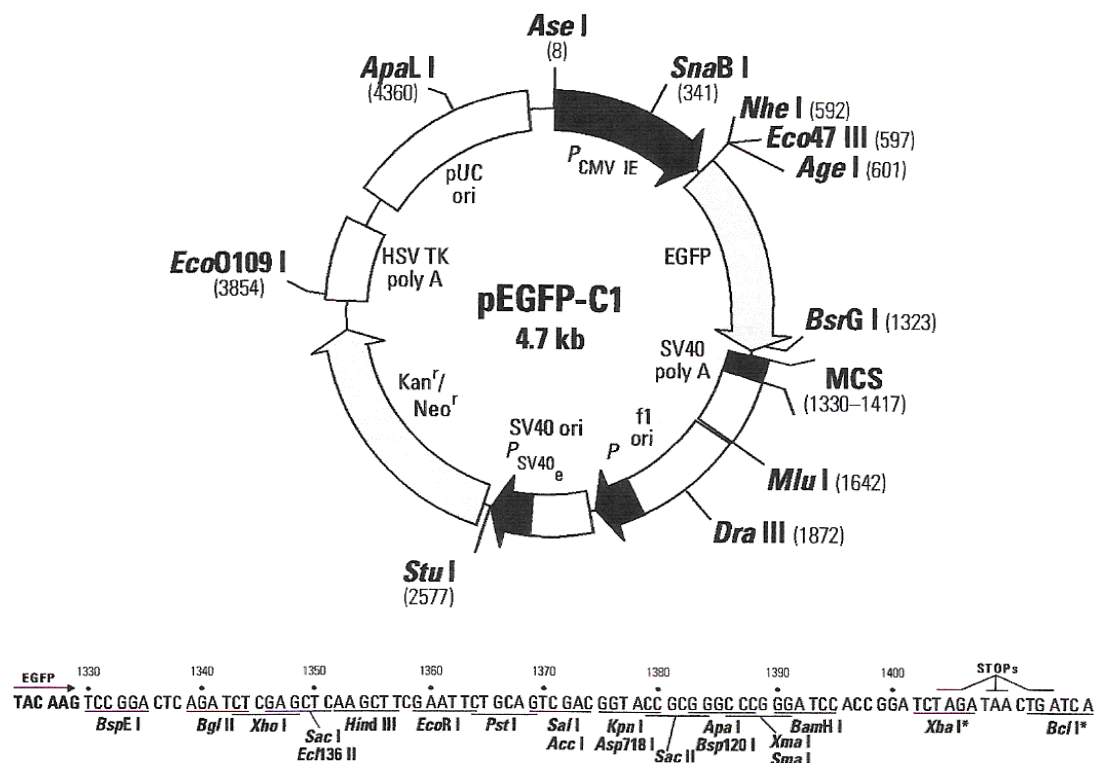 Ase I
(8)
ApaL I
(4360)
SnaB I
(341)
Nhe I (592)
Eco47 III (597)
Age I (601)
PCMV IE
pUC
ori
EGFP
HSV TK
poly A
EcoO109 I
(3854)
pEGFP-C1
4.7 kb
BsrG I (1323)
SV40
poly A
MCS
(1330–1417)
Kanr/
Neor
SV40 ori
PSV40e
f1
ori
P
Mlu I (1642)
Dra III (1872)
Stu I
(2577)
EGFP 1330 1340 1350 1360 1370 1380 1390 1400 STOPs
TAC AAG TCC GGA CTC AGA TCT CGA GCT CAA GCT TCG AAT TCT GCA GTC GAC GGT ACC GCG GGC CCG GGA TCC ACC GGA TCT AGA TAA CTG ATC A
BspE I Bgl II Xho I Hind III EcoR I Pst I Sal I Kpn I Apa I BamH I Xba I* Bcl I*
Sac I Acc I Asp718 I Bsp120 I Xma I
Ecl136 II Sac II Sma I